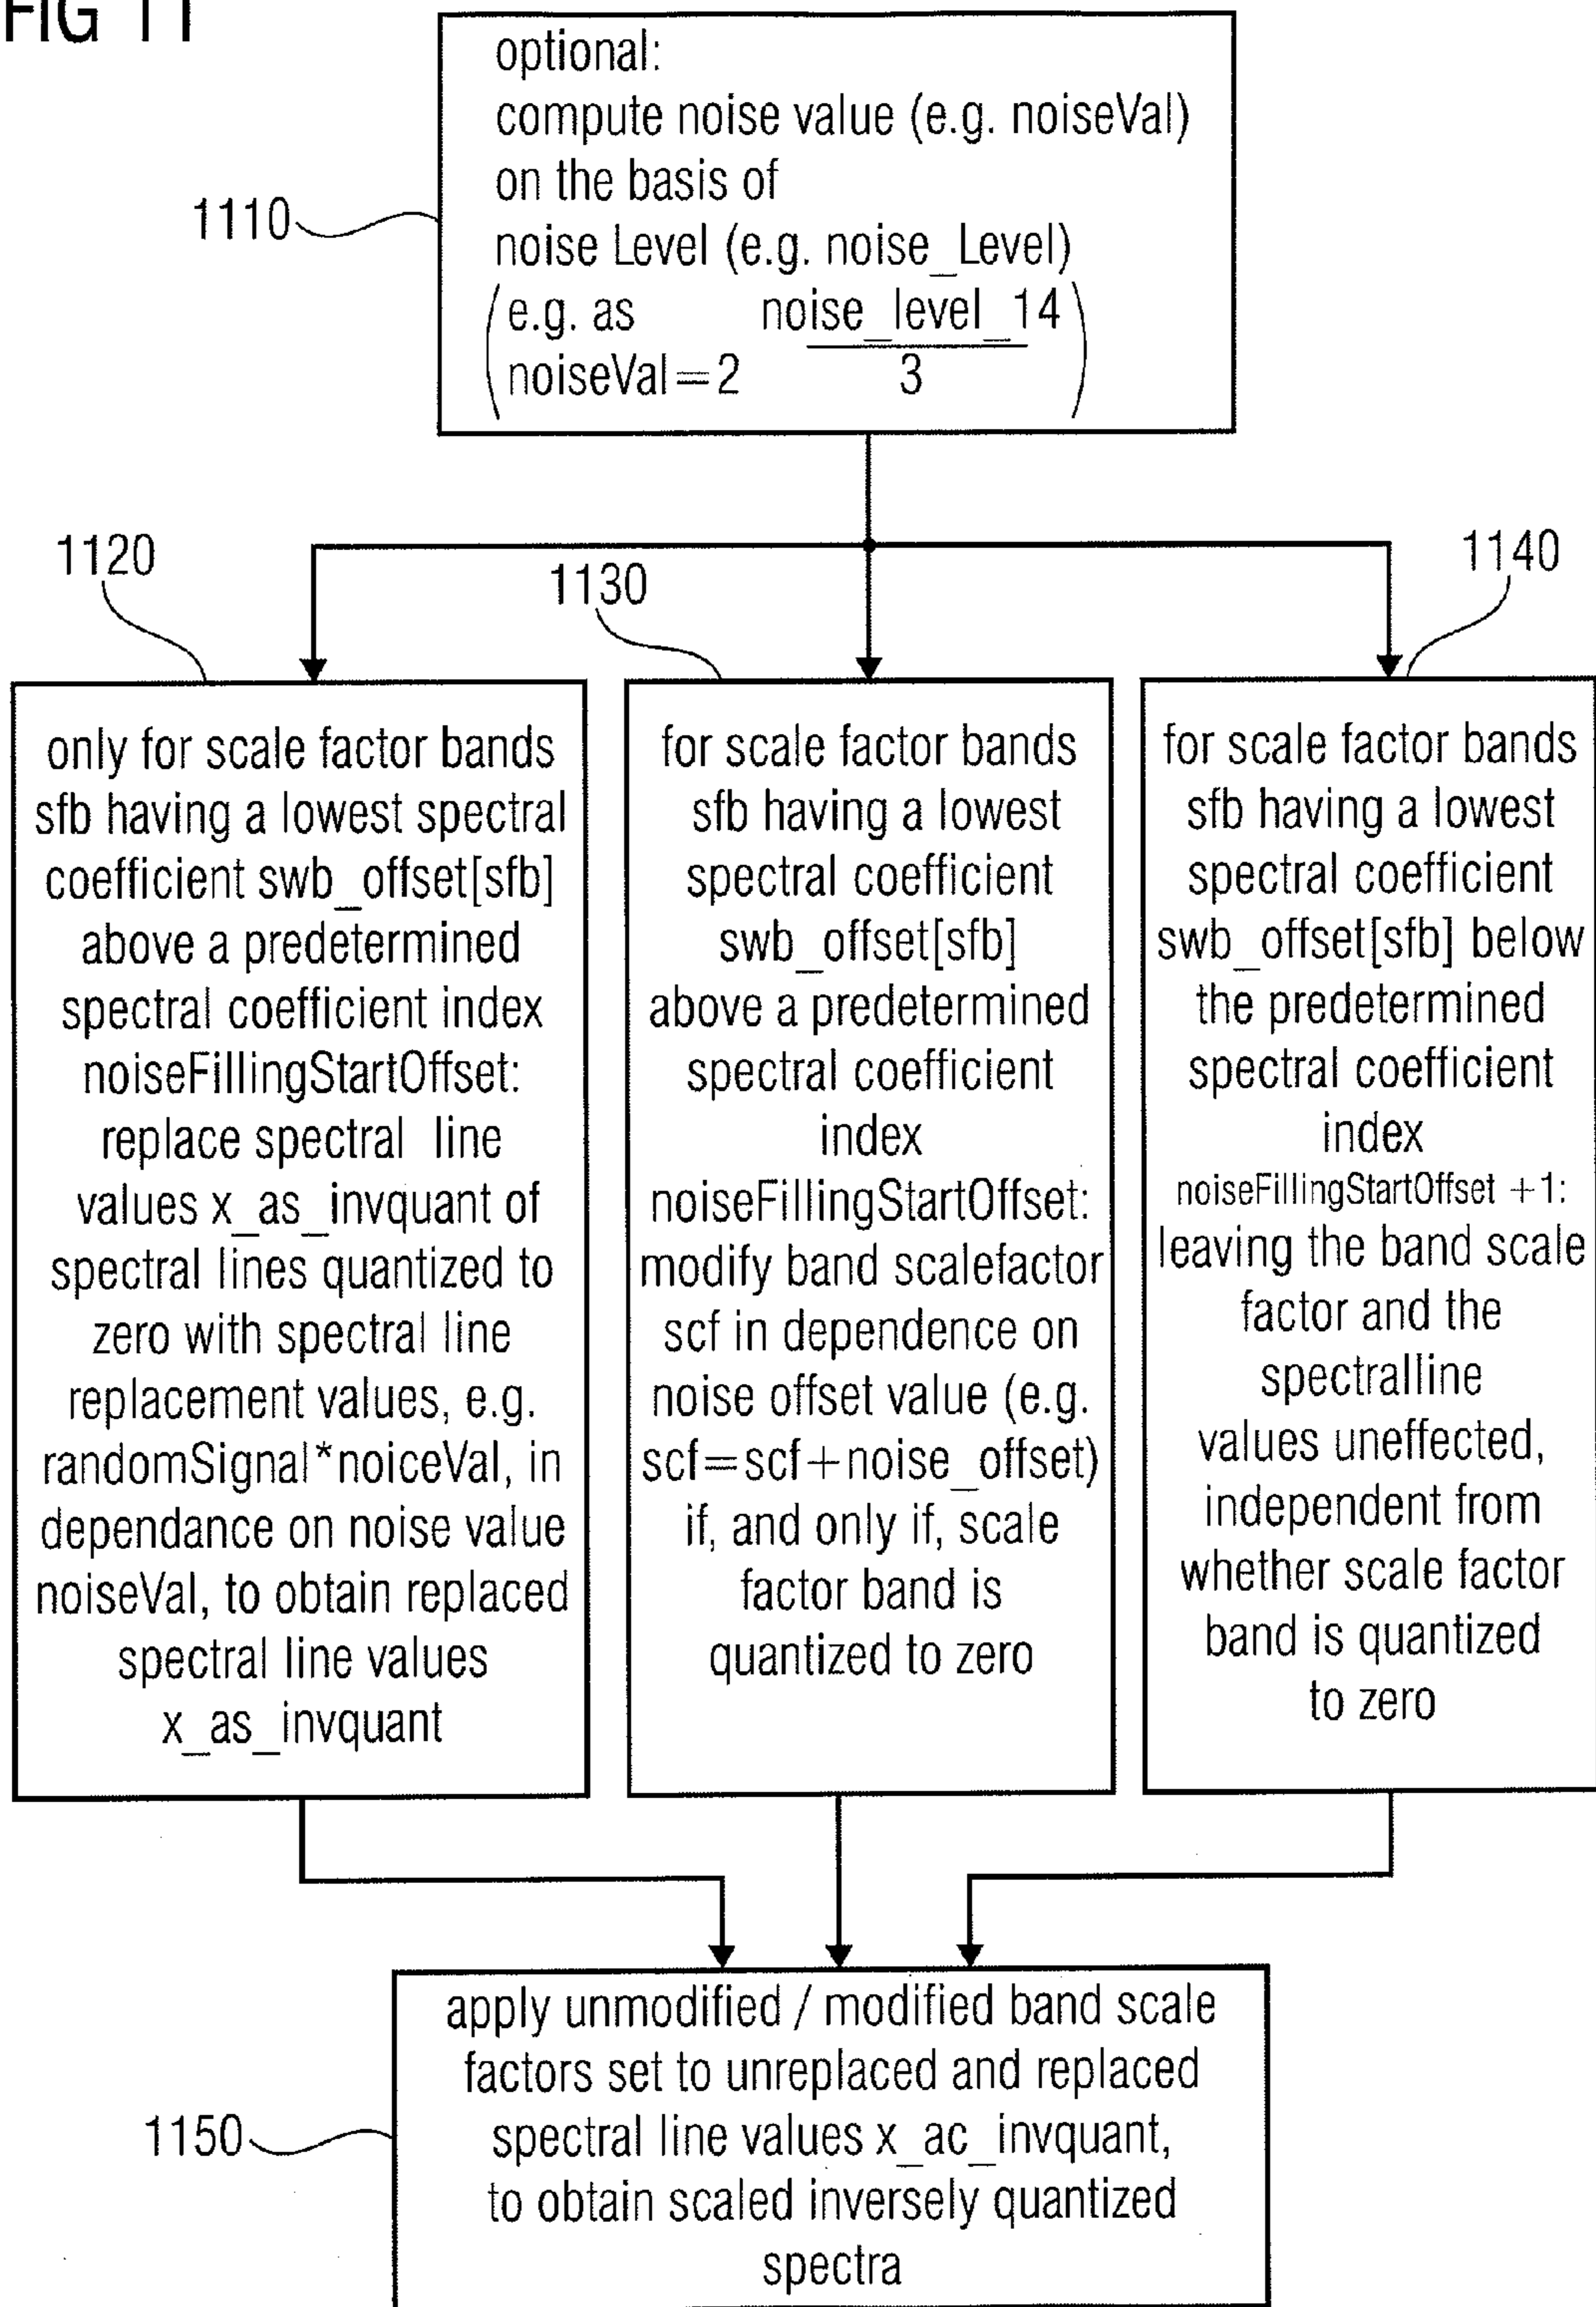 FIG 11
optional:
compute noise value (e.g. noiseVal)
on the basis of
noise Level (e.g. noise_Level)
e.g. as noise_level_14
noiseVal=2 3
1110
1120
1130
1140
only for scale factor bands
sfb having a lowest spectral
coefficient swb_offset[sfb]
above a predetermined
spectral coefficient index
noiseFillingStartOffset:
replace spectral line
values x_as_invquant of
spectral lines quantized to
zero with spectral line
replacement values, e.g.
randomSignal*noiceVal, in
dependance on noise value
noiseVal, to obtain replaced
spectral line values
x_as_invquant
for scale factor bands
sfb having a lowest
spectral coefficient
swb_offset[sfb]
above a predetermined
spectral coefficient
index
noiseFillingStartOffset:
modify band scalefactor
scf in dependence on
noise offset value (e.g.
scf=scf+noise_offset)
if, and only if, scale
factor band is
quantized to zero
for scale factor bands
sfb having a lowest
spectral coefficient
swb_offset[sfb] below
the predetermined
spectral coefficient
index
noiseFillingStartOffset +1:
leaving the band scale
factor and the
spectralline
values uneffected,
independent from
whether scale factor
band is quantized
to zero
apply unmodified / modified band scale
factors set to unreplaced and replaced
spectral line values x_ac_invquant,
to obtain scaled inversely quantized
spectra
1150